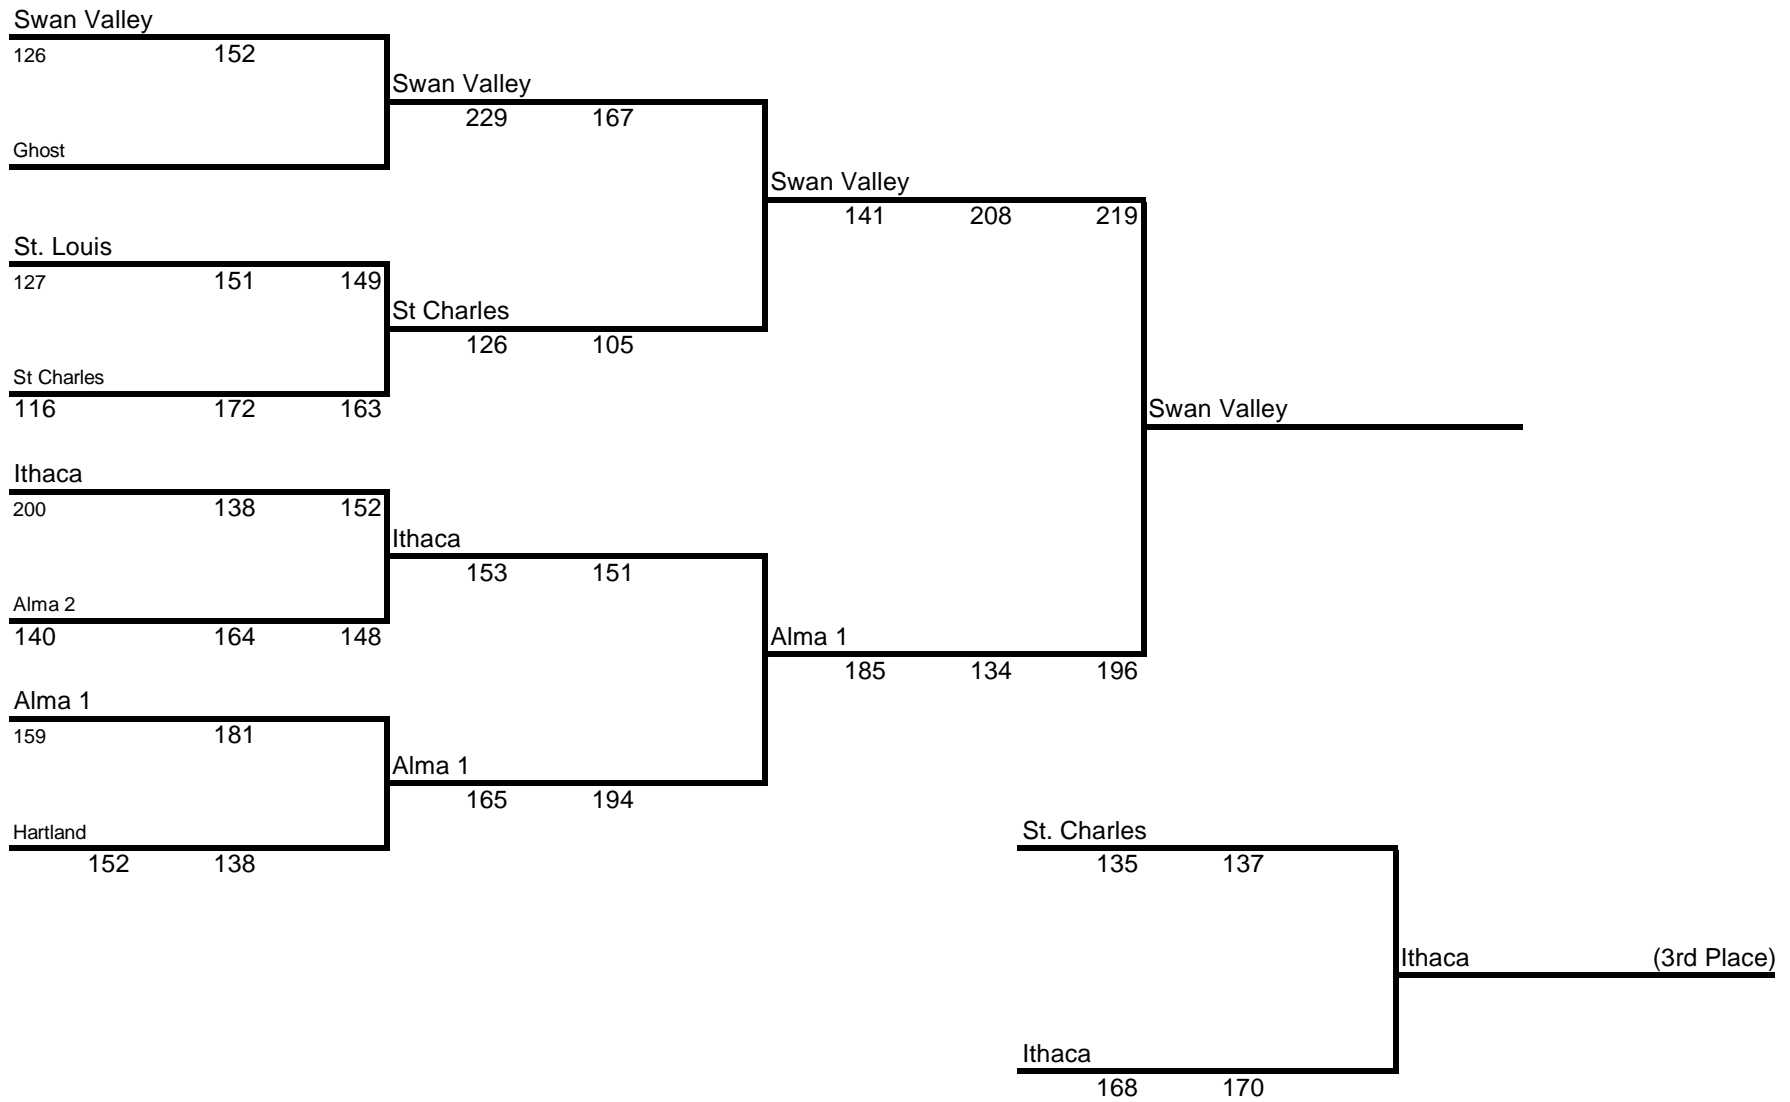 Swan Valley
126 152
Swan Valley
229 167
Ghost
Swan Valley
141 208 219
St. Louis
127 151 149
St Charles
126 105
St Charles
116 172 163
Swan Valley
Ithaca
200 138 152
Ithaca
153 151
Alma 2
140 164 148
Alma 1
185 134 196
Alma 1
159 181
Alma 1
165 194
Hartland
152 138
St. Charles
135 137
Ithaca (3rd Place)
Ithaca
168 170